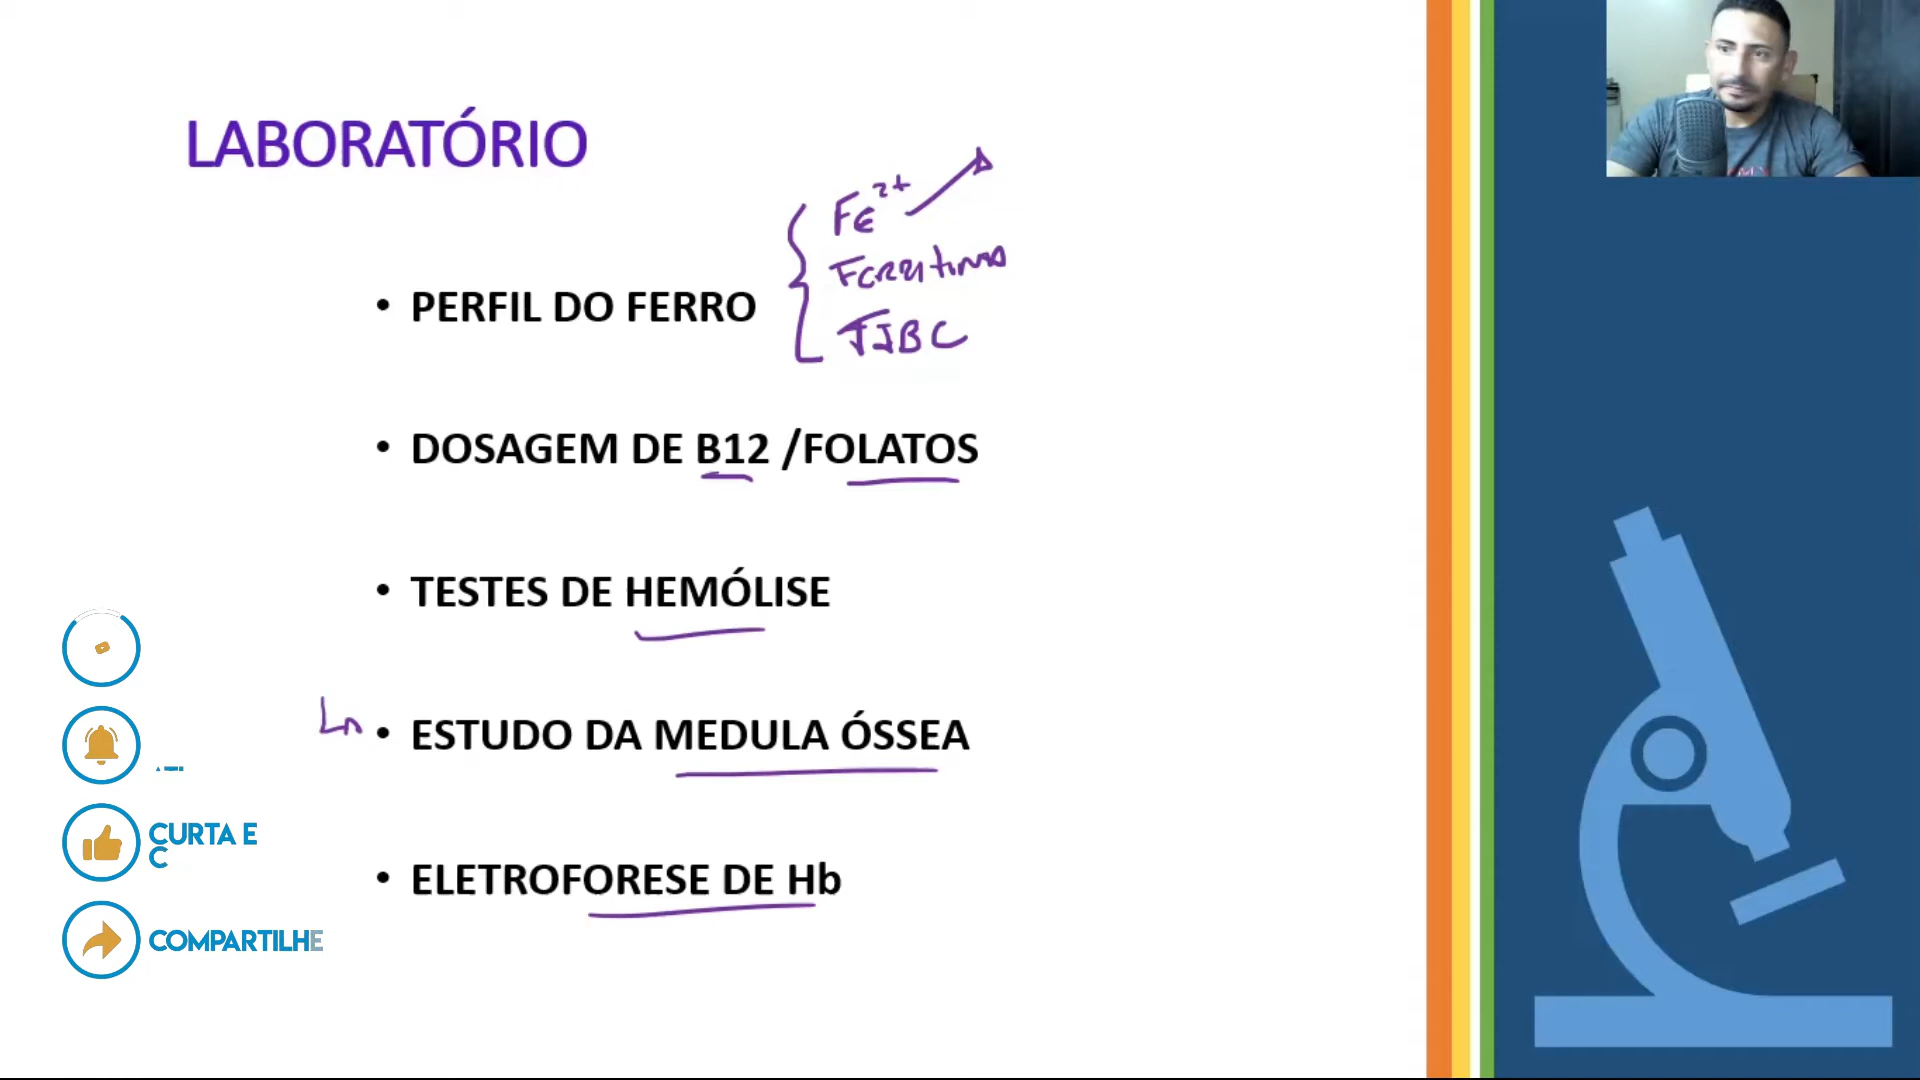 LABORATÓRIO
Fe²⁺
Ferritina
TIBC
• PERFIL DO FERRO
• DOSAGEM DE B12 /FOLATOS
• TESTES DE HEMÓLISE
• ESTUDO DA MEDULA ÓSSEA
• ELETROFORESE DE Hb
CURTA E
C
COMPARTILHE